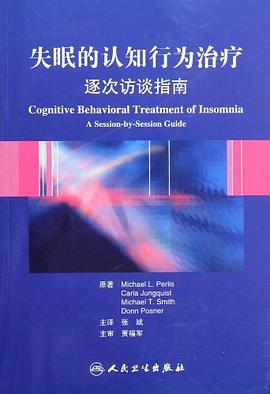 失眠的认知行为治疗
逐次访谈指南
Cognitive Behavioral Treatment of Insomnia
A Session-by-Session Guide
原著 Michael L. Perlis
Carla Jungquist
Michael T. Smith
Donn Posner
主译 张 斌
主审 贾福军
人民卫生出版社